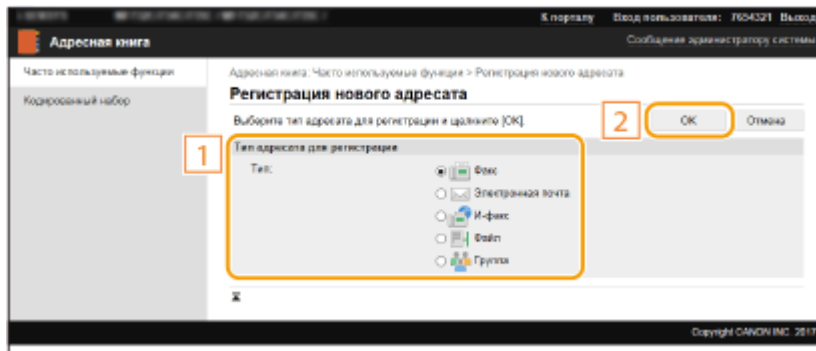 К порталу Вход пользователя: 7654321 Выход
Адресная книга Сообщение администратору системы
Часто используемые функции
Кодированный набор
Адресная книга: Часто используемые функции > Регистрация нового адресата
Регистрация нового адресата
Выберите тип адресата для регистрации и щелкните [OK].
2
OK Отмена
1
Тип адресата для регистрации
Тип:
Факс
Электронная почта
И-факс
Файл
Группа
Copyright CANON INC. 2017